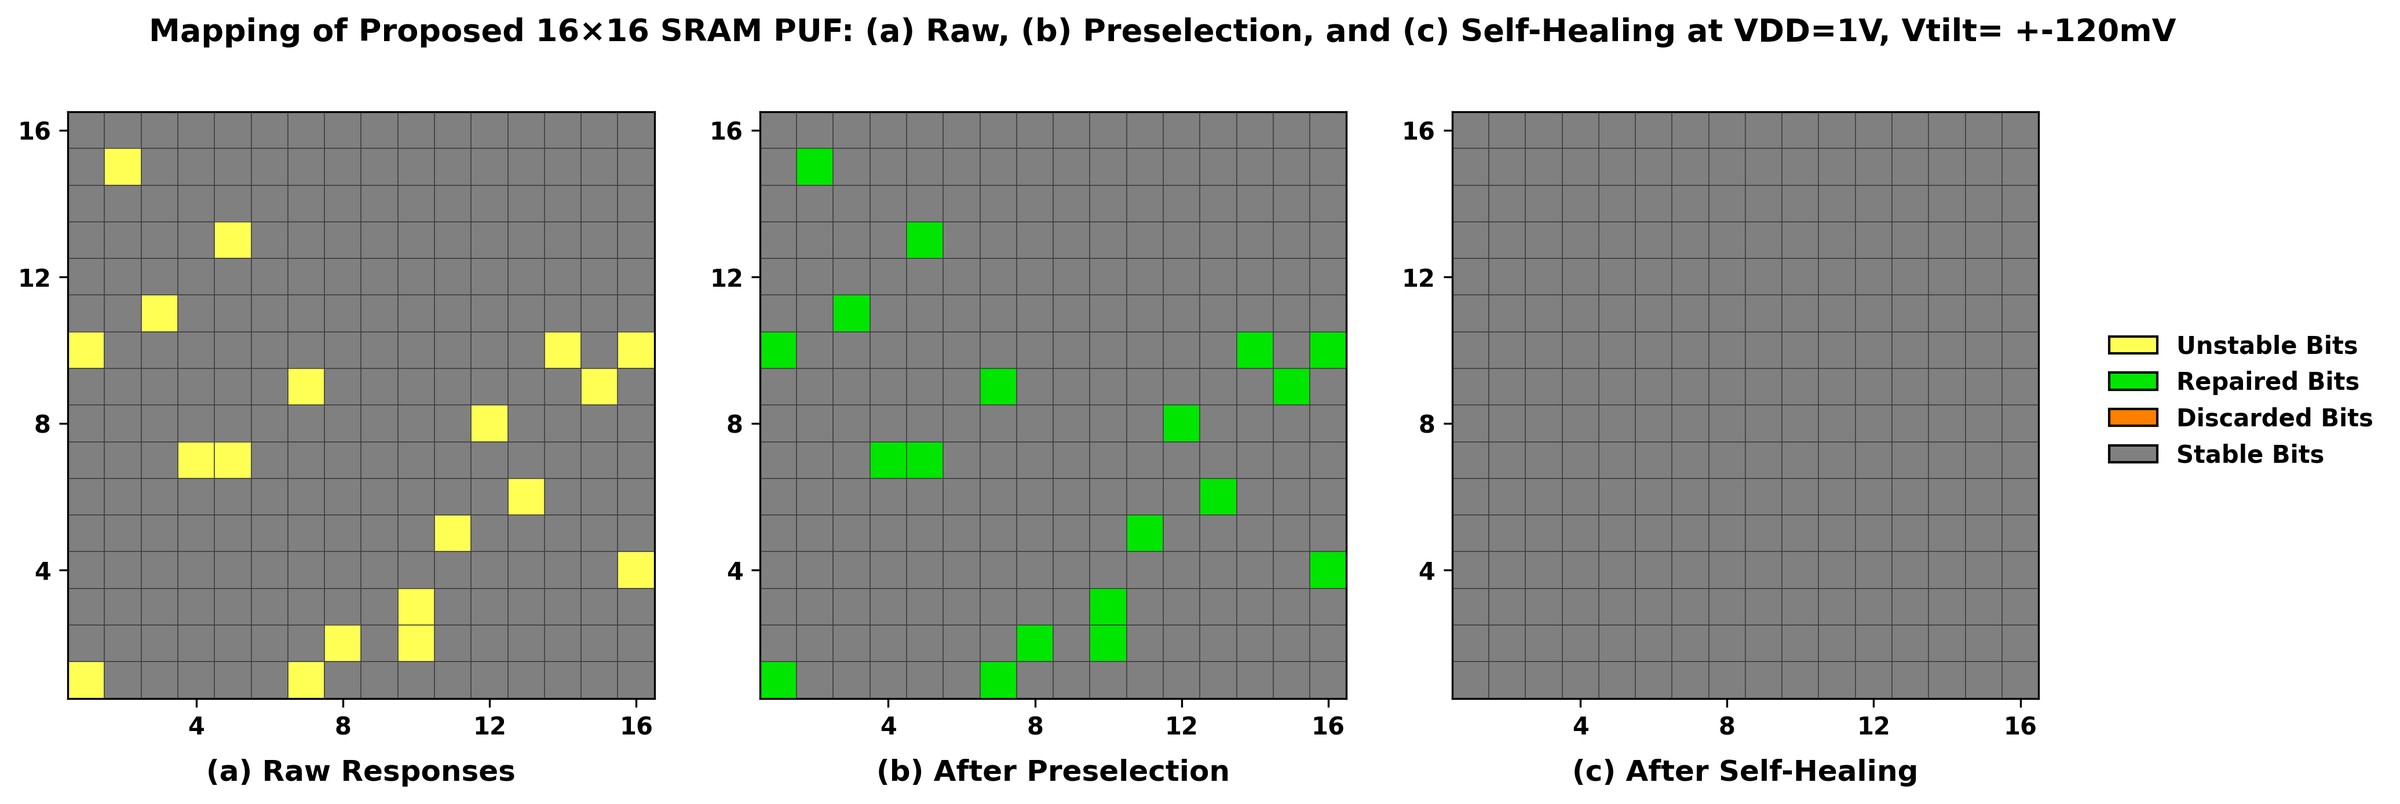 Mapping of Proposed 16×16 SRAM PUF: (a) Raw, (b) Preselection, and (c) Self-Healing at VDD=1V, Vtilt= +-120mV
16
12
8
4
4 8 12 16
(a) Raw Responses
16
12
8
4
4 8 12 16
(b) After Preselection
16
12
8
4
4 8 12 16
(c) After Self-Healing
Unstable Bits
Repaired Bits
Discarded Bits
Stable Bits